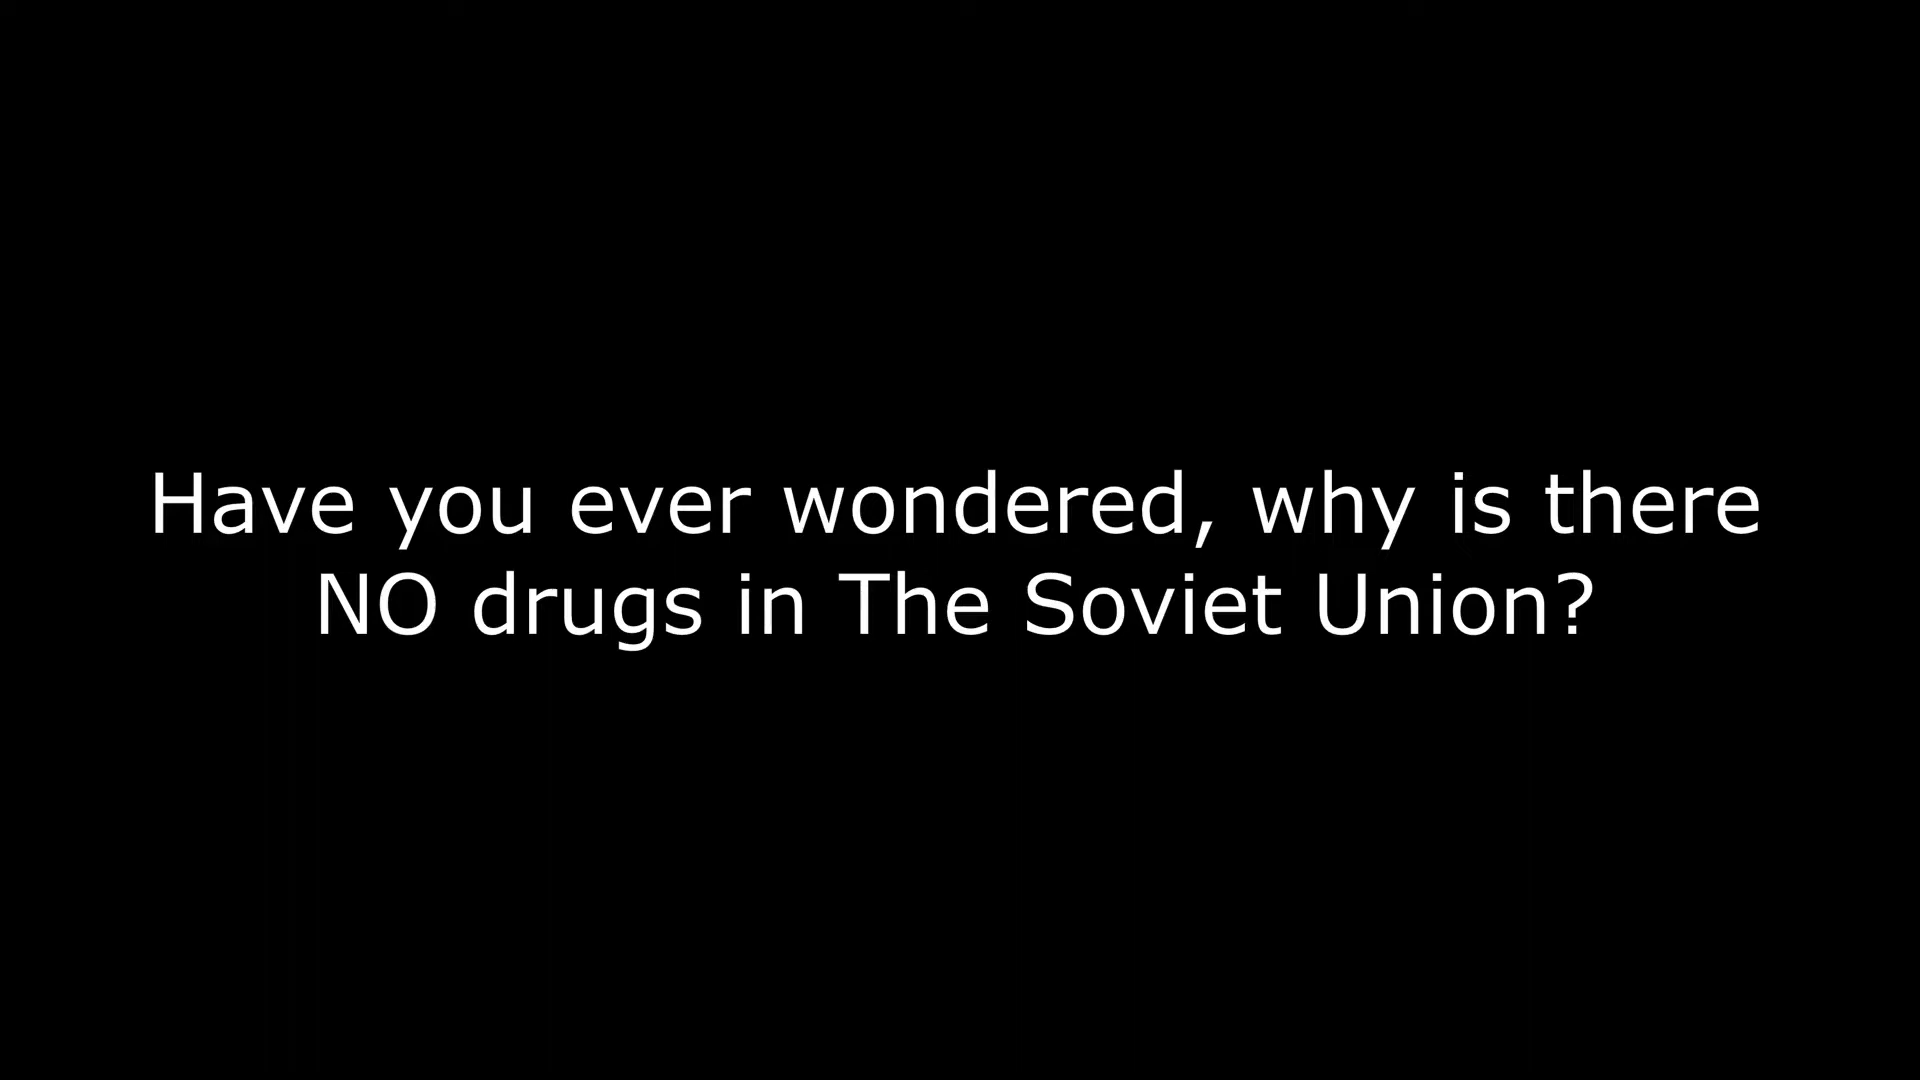 Have you ever wondered, why is there
NO drugs in The Soviet Union?